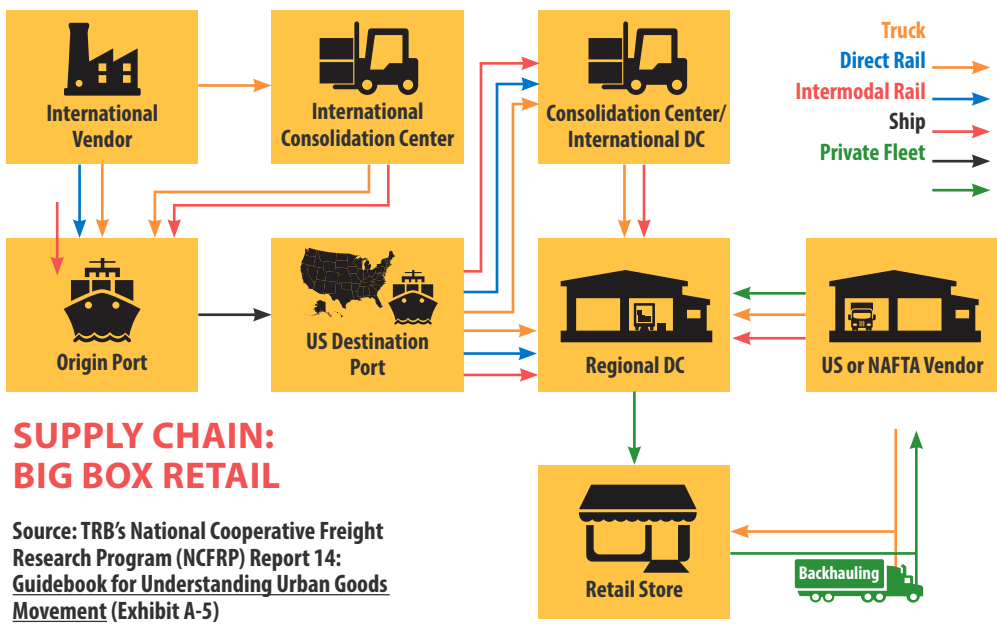 International
Vendor
International
Consolidation Center
Consolidation Center/
International DC
Truck
Direct Rail
Intermodal Rail
Ship
Private Fleet
Origin Port
US Destination
Port
Regional DC
US or NAFTA Vendor
SUPPLY CHAIN:
BIG BOX RETAIL
Source: TRB's National Cooperative Freight
Research Program (NCFRP) Report 14:
Guidebook for Understanding Urban Goods
Movement (Exhibit A-5)
Retail Store
Backhauling